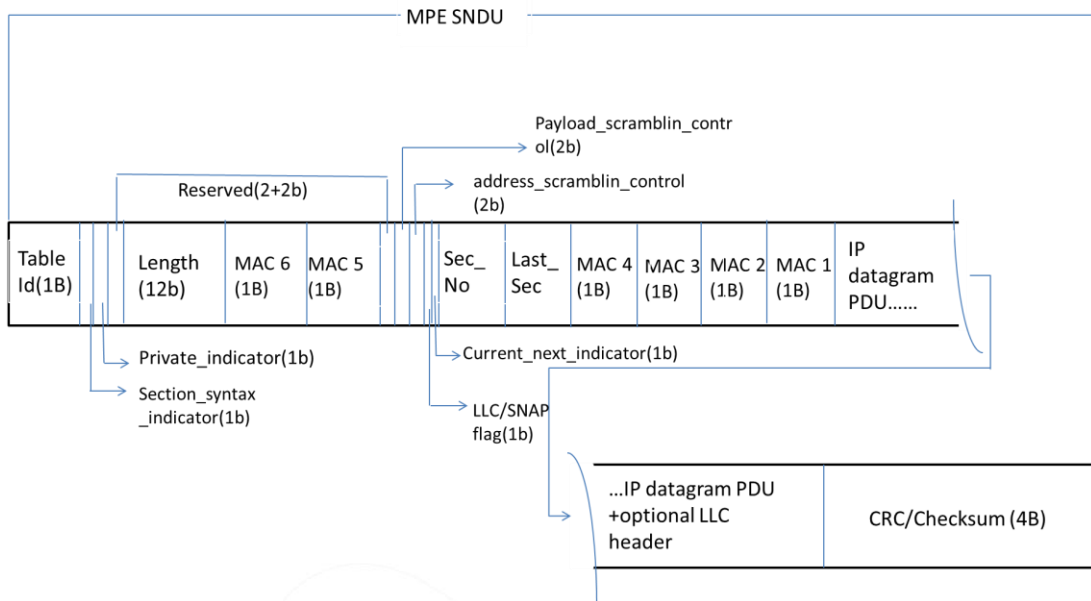 MPE SNDU
Payload_scramblin_contr
ol(2b)
Reserved(2+2b)
address_scramblin_control
(2b)
Table
Id(1B)
Length
(12b)
MAC 6
(1B)
MAC 5
(1B)
Sec_
No
Last_
Sec
MAC 4
(1B)
MAC 3
(1B)
MAC 2
(1B)
MAC 1
(1B)
IP
datagram
PDU......
Private_indicator(1b)
Current_next_indicator(1b)
Section_syntax
_indicator(1b)
LLC/SNAP
flag(1b)
...IP datagram PDU
+optional LLC
header
CRC/Checksum (4B)